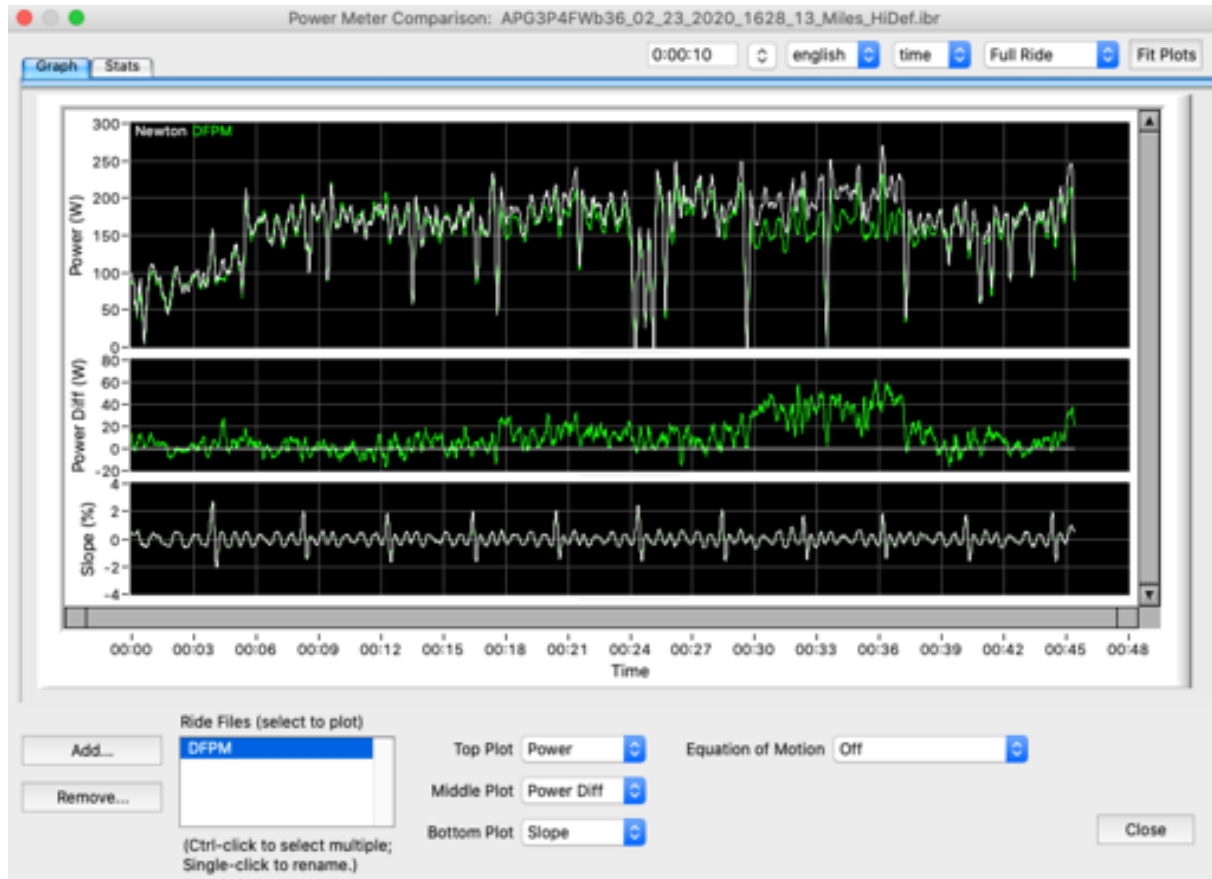 Power Meter Comparison: APG3P4FWb36_02_23_2020_1628_13_Miles_HiDef.ibr
0:00:10 english time Full Ride Fit Plots
Graph Stats
Newton DFPM
300
250
200
150
100
50
0
Power (W)
80
60
40
20
0
-20
Power Diff (W)
4
2
0
-2
-4
Slope (%)
00:00 00:03 00:06 00:09 00:12 00:15 00:18 00:21 00:24 00:27 00:30 00:33 00:36 00:39 00:42 00:45 00:48
Time
Ride Files (select to plot)
Add...
DFPM
Top Plot Power
Equation of Motion Off
Remove...
Middle Plot Power Diff
Bottom Plot Slope
Close
(Ctrl-click to select multiple;
Single-click to rename.)